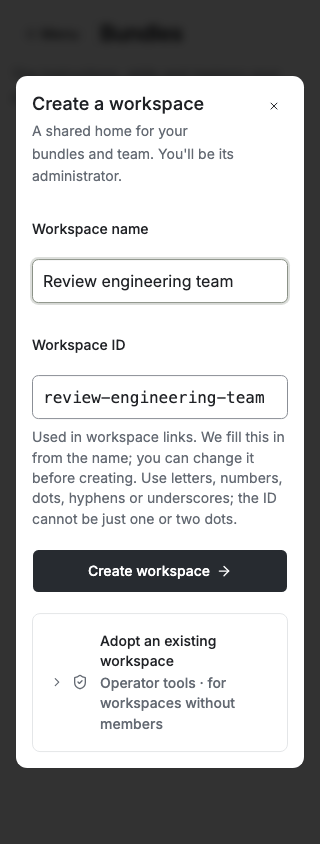 Bundles
Create a workspace
×
A shared home for your
bundles and team. You'll be its
administrator.
Workspace name
Review engineering team
Workspace ID
review-engineering-team
Used in workspace links. We fill this in
from the name; you can change it
before creating. Use letters, numbers,
dots, hyphens or underscores; the ID
cannot be just one or two dots.
Create workspace →
Adopt an existing
workspace
Operator tools · for
workspaces without
members